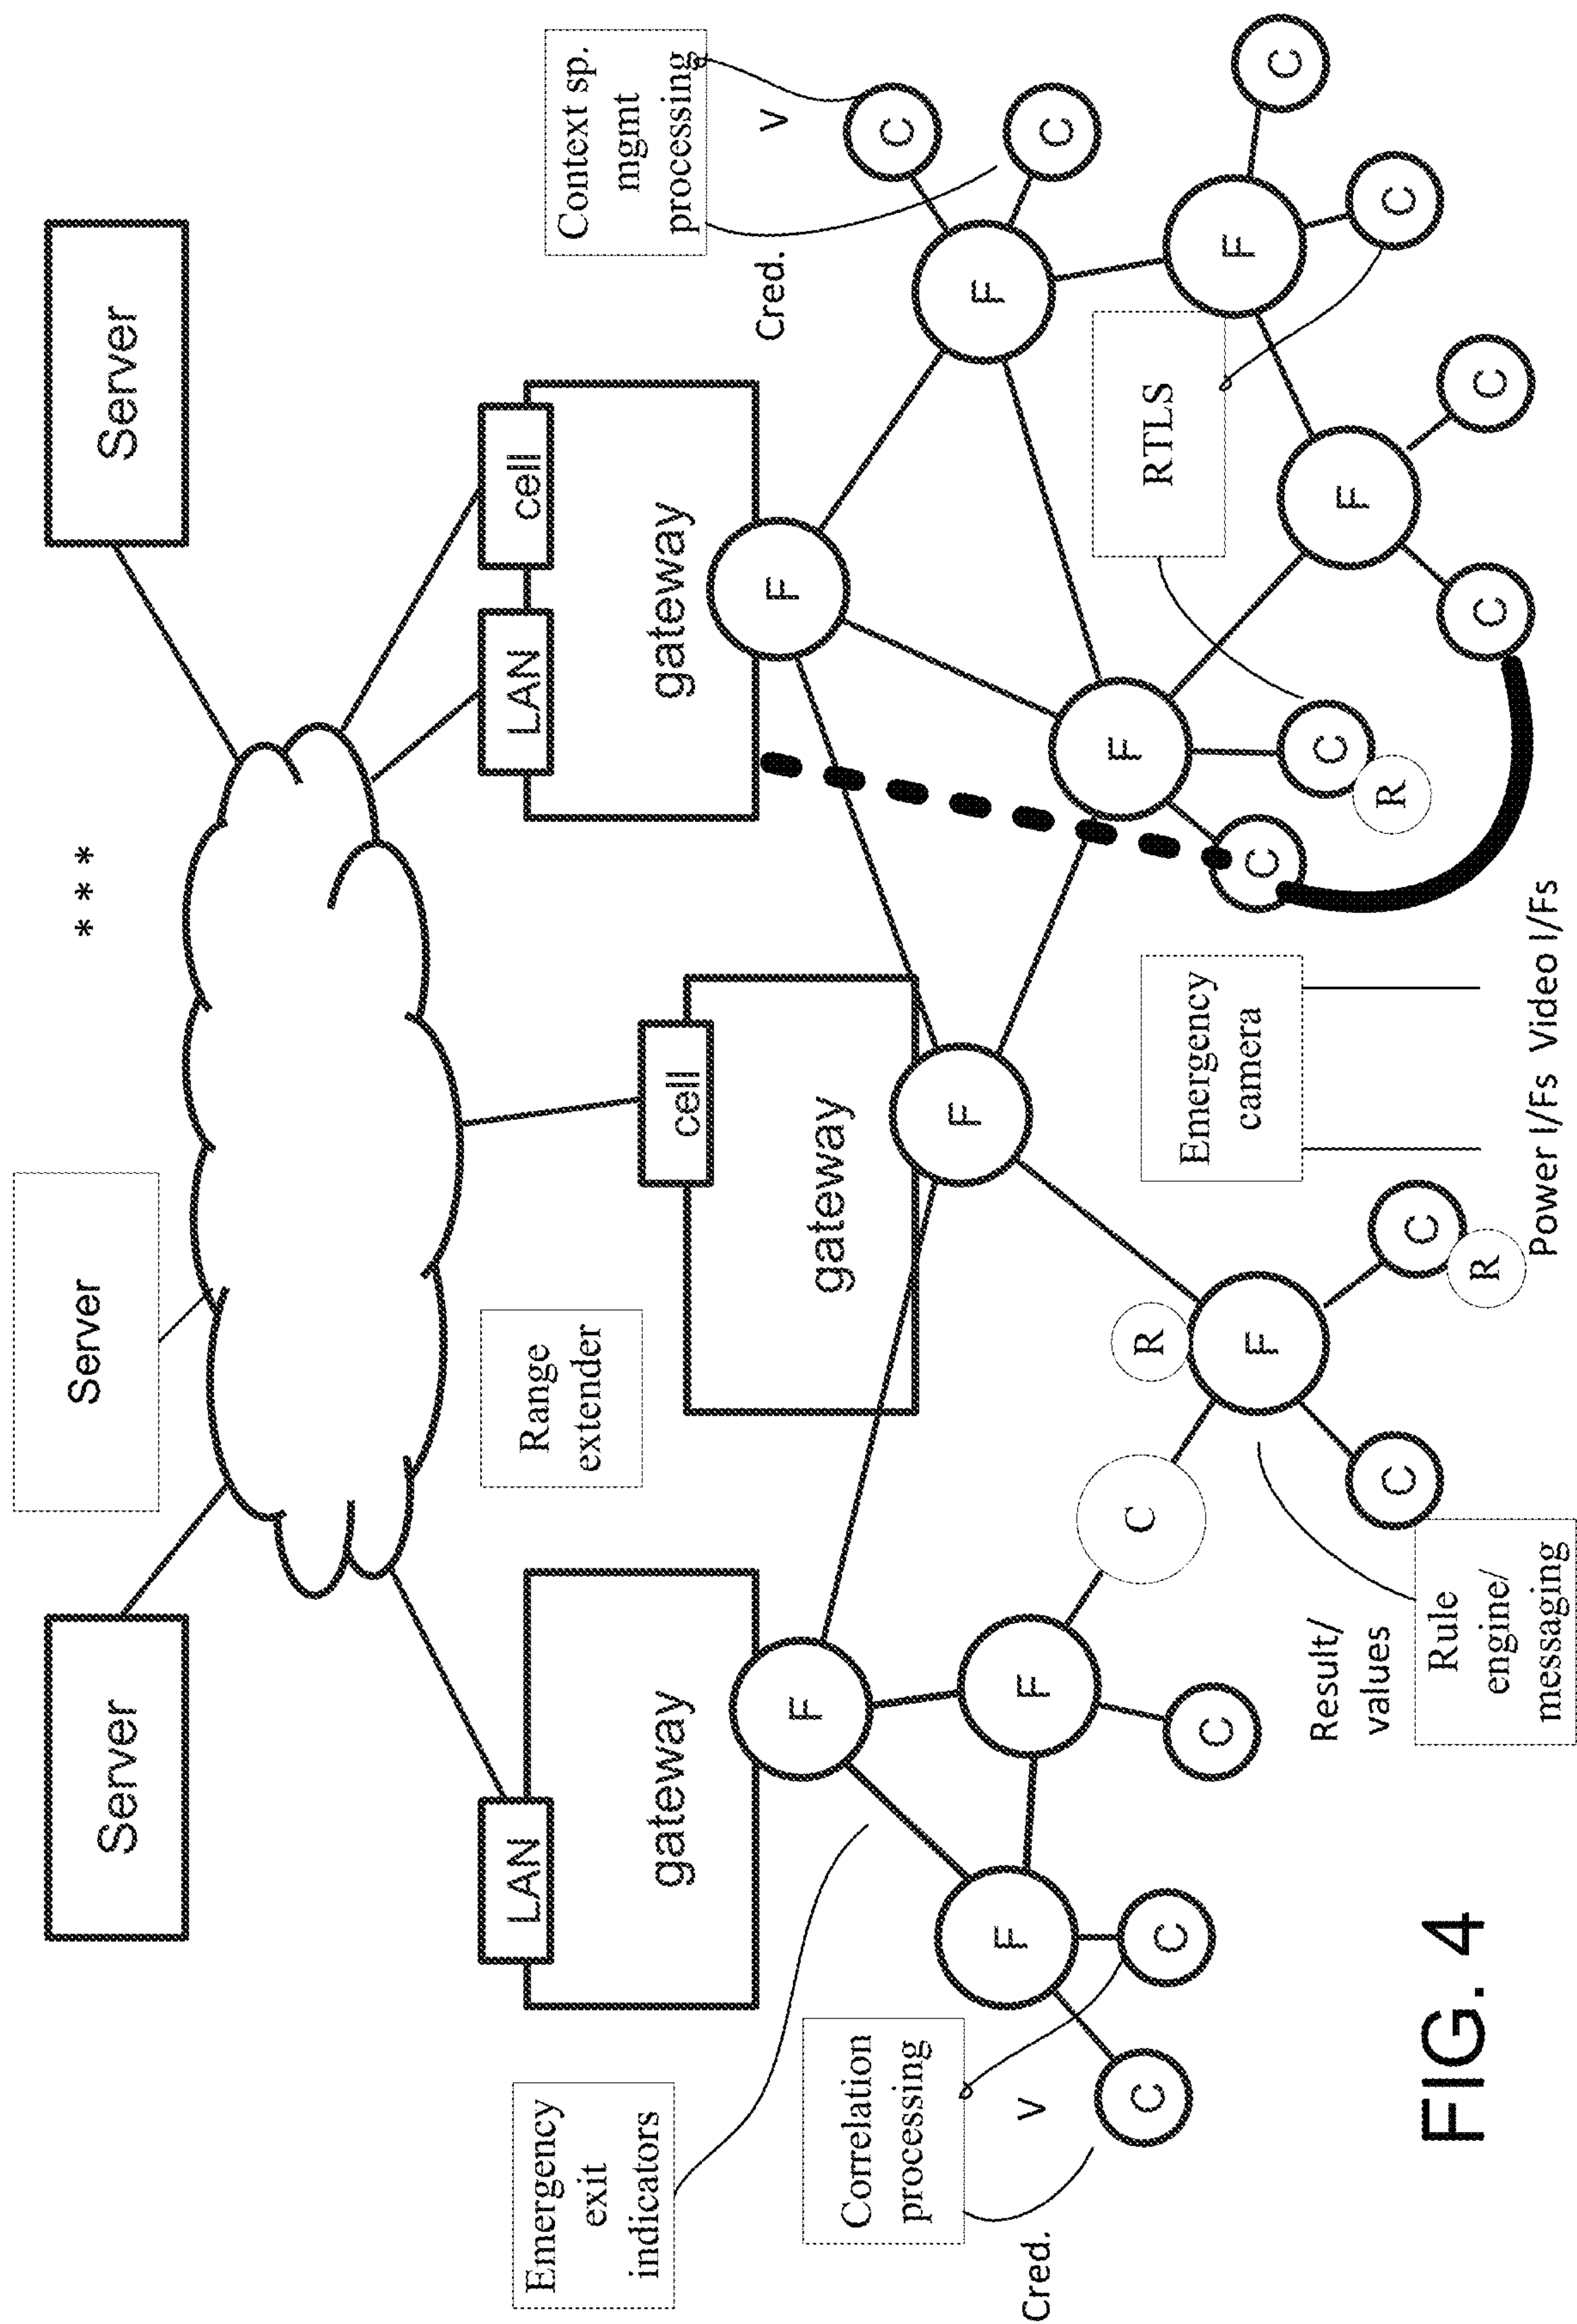 Server
Server
* * *
Server
LAN
Range
extender
LAN
cell
Emergency
exit
indicators
Context sp.
mgmt
processing
gateway
cell
gateway
gateway
F
F
Cred.
V
Correlation
processing
C
F
F
F
F
Cred.
V
C
C
C
C
R
F
RTLS
C
Emergency
camera
C
F
C
F
C
Result/
values
C
C
R
F
C
Rule
engine/
messaging
R
C
C
Power I/Fs Video I/Fs
FIG. 4